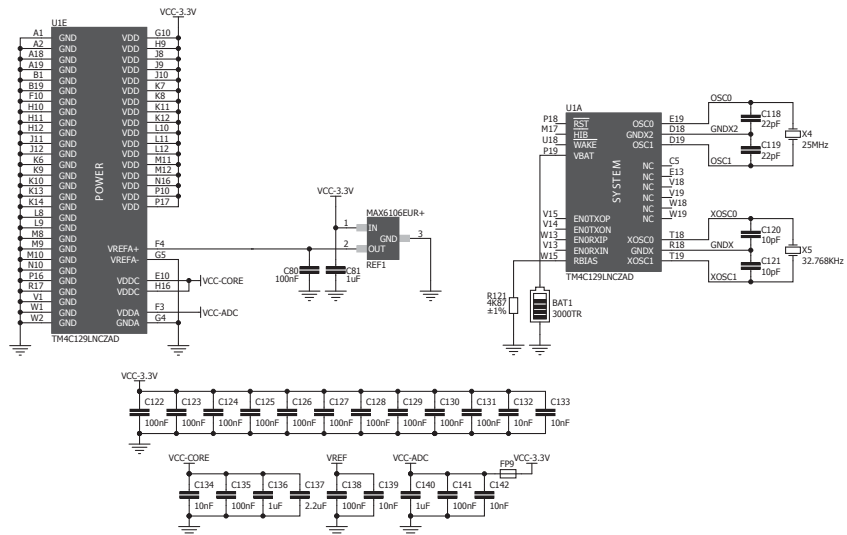 VCC-3.3V
U1E
A1 GND VDD G10
A2 GND VDD H9
A18 GND VDD J8
A19 GND VDD J9
B1 GND VDD J10
B19 GND VDD K7
F10 GND VDD K8
H10 GND VDD K11
H11 GND VDD K12
H12 GND VDD L10
J11 GND VDD L11
J12 GND VDD L12
K6 GND VDD M11
K9 GND VDD M12
K10 GND VDD N16
K13 GND VDD P10
K14 GND VDD P17
L8 GND
L9 GND
M8 GND
M9 GND VREFA+ F4
M10 GND VREFA- G5
N10 GND
P16 GND VDDC E10
R17 GND VDDC H16
V1 GND
W1 GND VDDA F3
W2 GND GNDA G4
POWER
TM4C129LNCZAD
VCC-CORE
VCC-ADC
VCC-3.3V
MAX6106EUR+
1 IN
GND 3
2 OUT
REF1
C80
100nF
C81
1uF
U1A
P18 RST OSC0 E19
M17 HIB GNDX2 D18
U18 WAKE OSC1 D19
P19 VBAT
NC C5
NC E13
NC V18
NC V19
NC W18
NC W19
V15 EN0TXOP
V14 EN0TXON
W13 EN0RXIP XOSC0 T18
V13 EN0RXIN GNDX R18
W15 RBIAS XOSC1 T19
SYSTEM
TM4C129LNCZAD
OSC0
C118
22pF
GNDX2
X4
25MHz
C119
22pF
OSC1
XOSC0
C120
10pF
GNDX
X5
32.768KHz
C121
10pF
XOSC1
R121
4K87
±1%
BAT1
3000TR
VCC-3.3V
C122 C123 C124 C125 C126 C127 C128 C129 C130 C131 C132 C133
100nF 100nF 100nF 100nF 100nF 100nF 100nF 100nF 100nF 100nF 10nF 10nF
VCC-CORE VREF VCC-ADC FP9 VCC-3.3V
C134 C135 C136 C137 C138 C139 C140 C141 C142
10nF 100nF 1uF 2.2uF 100nF 10nF 1uF 100nF 10nF